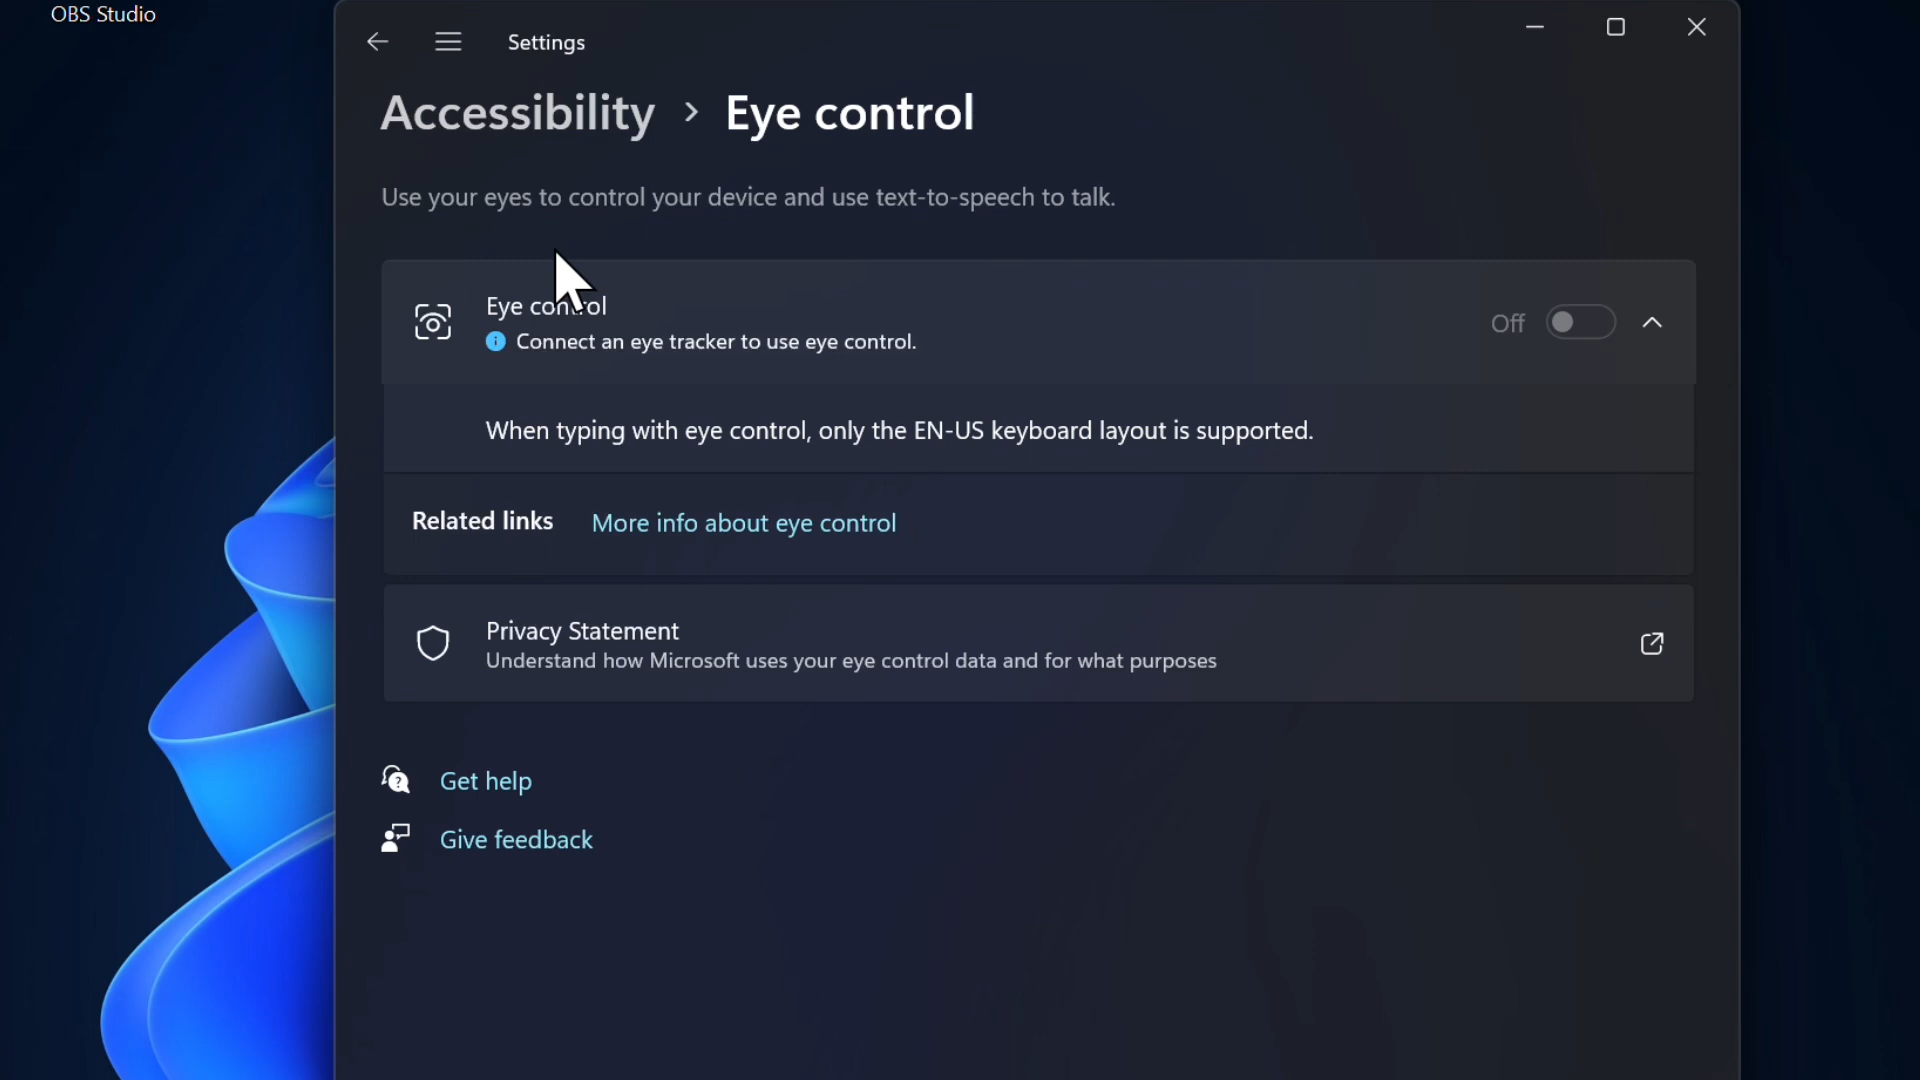 OBS Studio
Settings
Accessibility > Eye control
Use your eyes to control your device and use text-to-speech to talk.
Eye control
Connect an eye tracker to use eye control.
Off
When typing with eye control, only the EN-US keyboard layout is supported.
Related links More info about eye control
Privacy Statement
Understand how Microsoft uses your eye control data and for what purposes
Get help
Give feedback